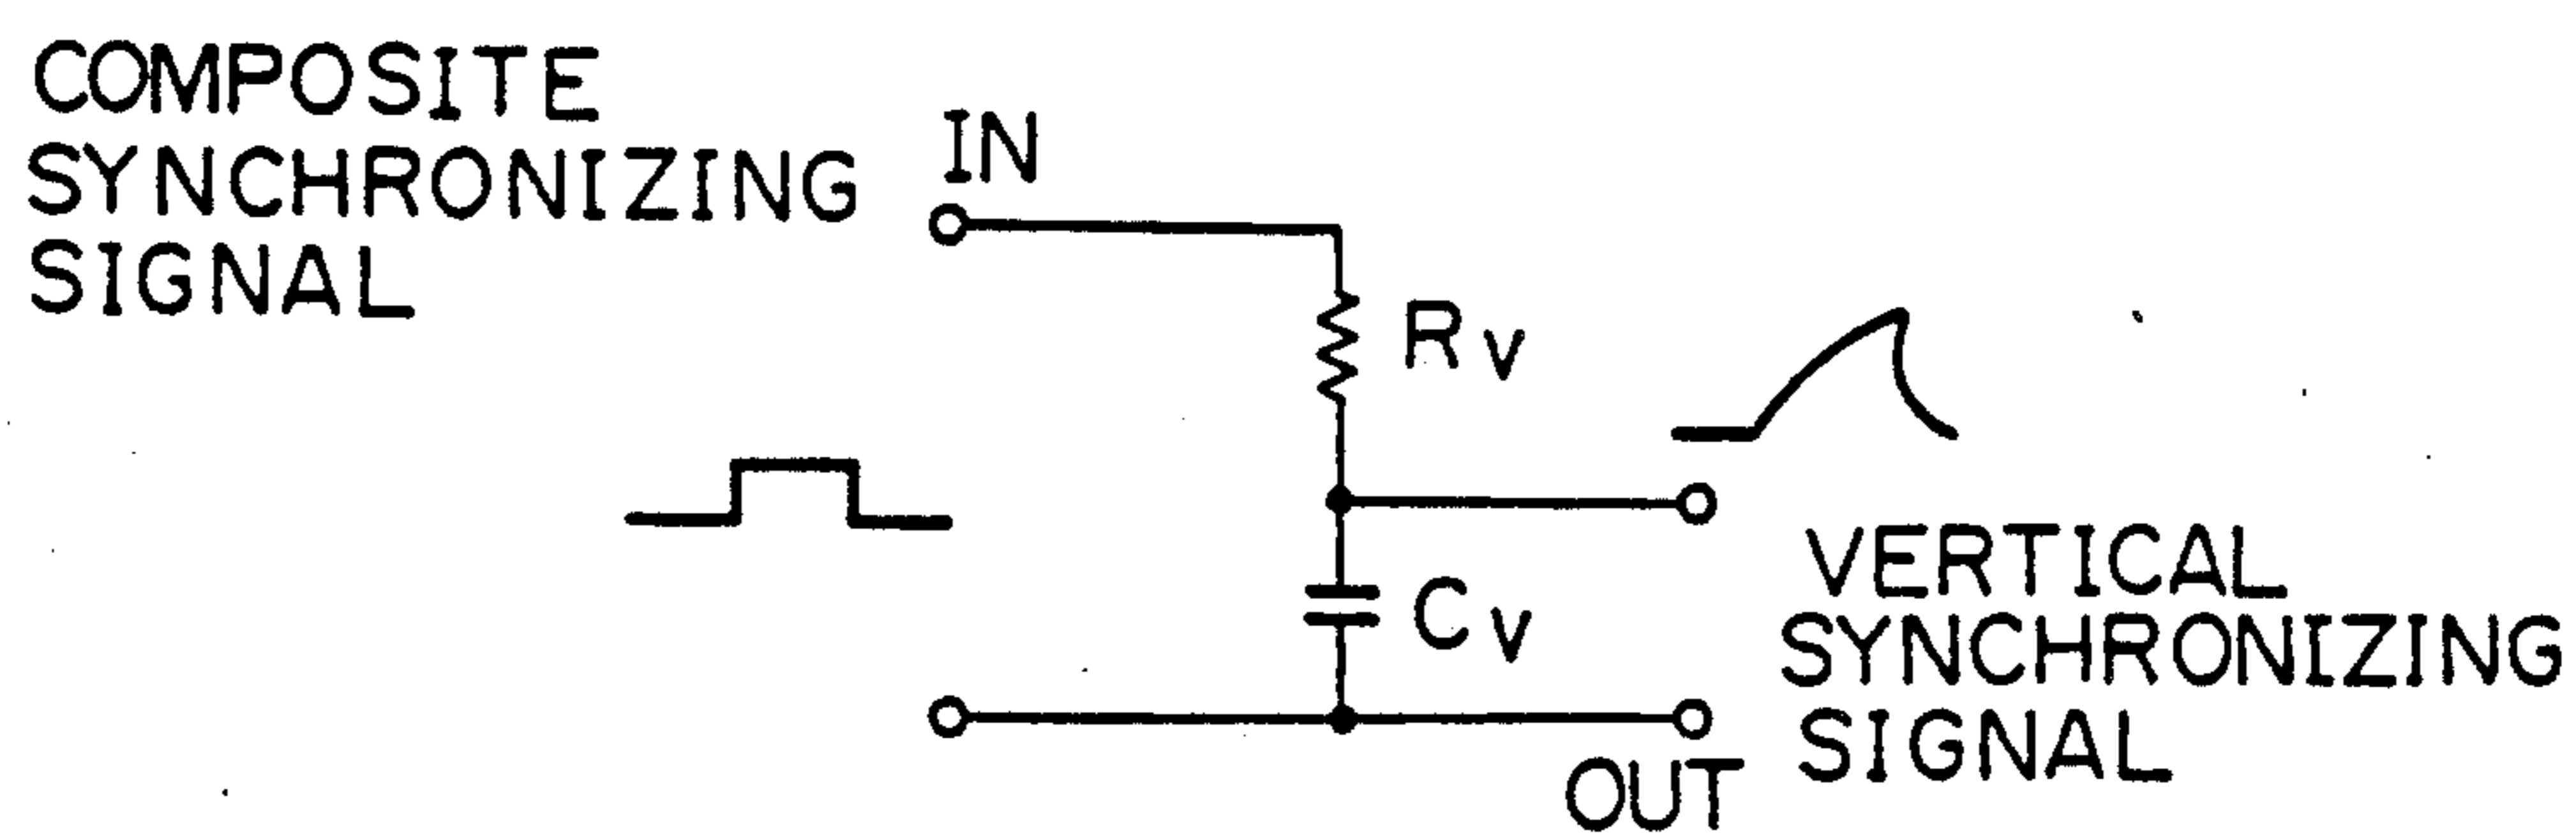 COMPOSITE
SYNCHRONIZING
SIGNAL
IN
Rv
Cv
VERTICAL
SYNCHRONIZING
SIGNAL
OUT